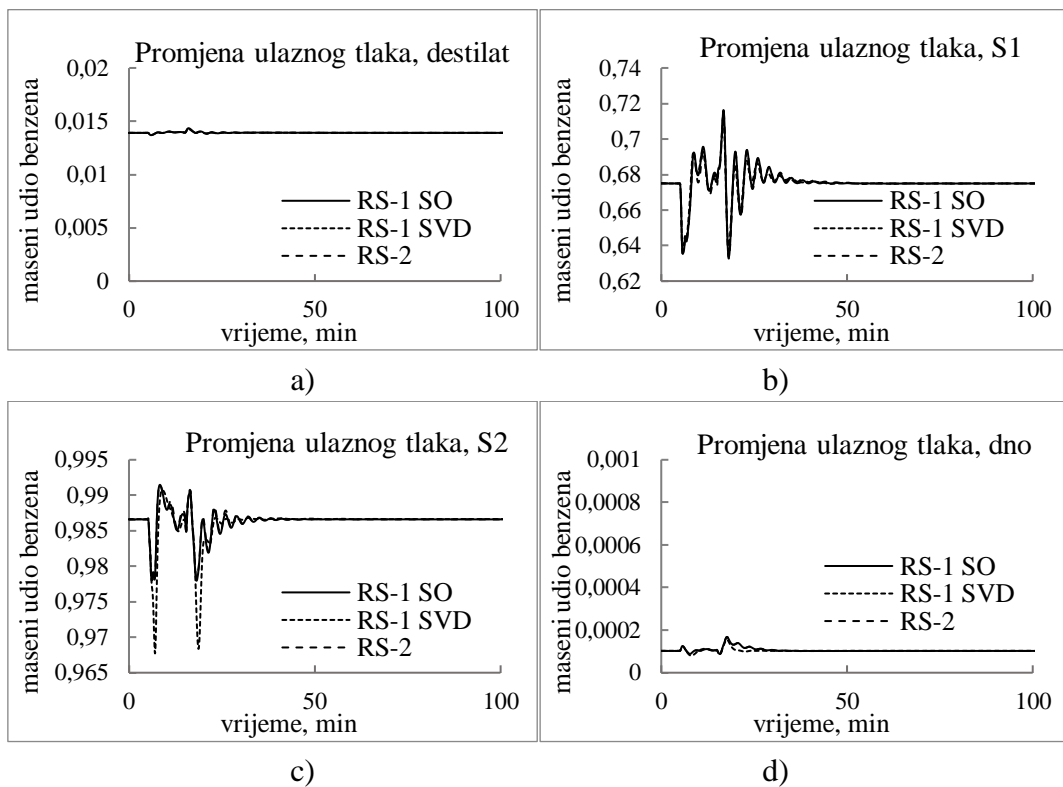 Promjena ulaznog tlaka, destilat
maseni udio benzena
0,02
0,015
0,01
0,005
0
RS-1 SO
RS-1 SVD
RS-2
0
50
100
vrijeme, min
a)
Promjena ulaznog tlaka, S1
maseni udio benzena
0,74
0,72
0,7
0,68
0,66
0,64
0,62
RS-1 SO
RS-1 SVD
RS-2
0
50
100
vrijeme, min
b)
Promjena ulaznog tlaka, S2
maseni udio benzena
0,995
0,99
0,985
0,98
0,975
0,97
0,965
RS-1 SO
RS-1 SVD
RS-2
0
50
100
vrijeme, min
c)
Promjena ulaznog tlaka, dno
maseni udio benzena
0,001
0,0008
0,0006
0,0004
0,0002
0
RS-1 SO
RS-1 SVD
RS-2
0
50
100
vrijeme, min
d)